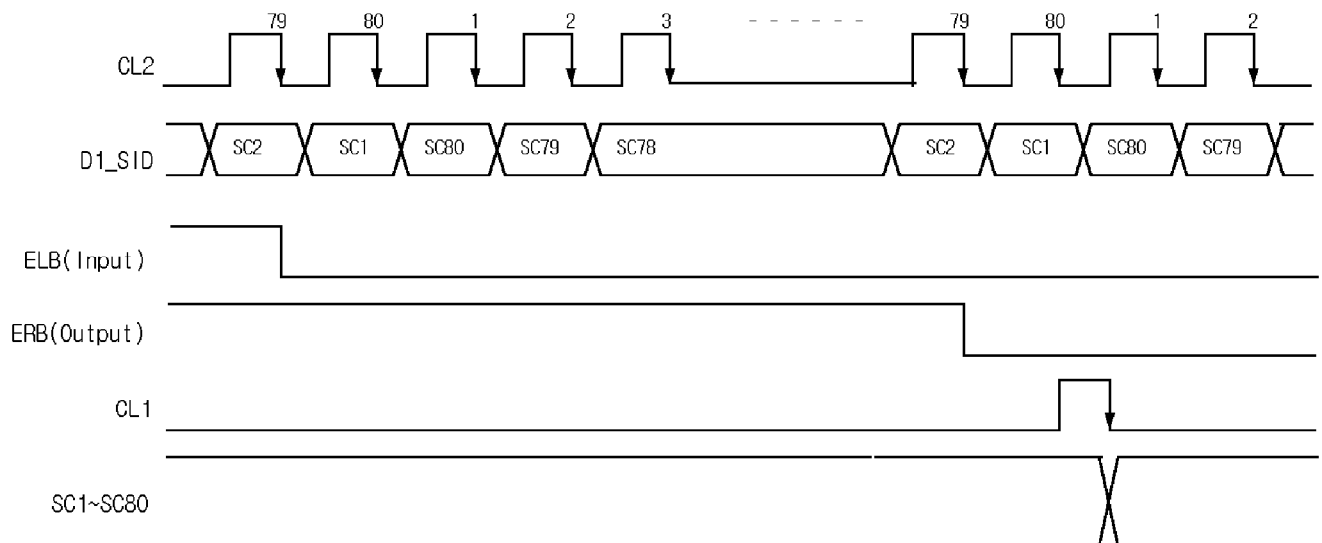 79 80 1 2 3 - - - - - - 79 80 1 2
CL2
D1_SID SC2 SC1 SC80 SC79 SC78 SC2 SC1 SC80 SC79
ELB(Input)
ERB(Output)
CL1
SC1~SC80